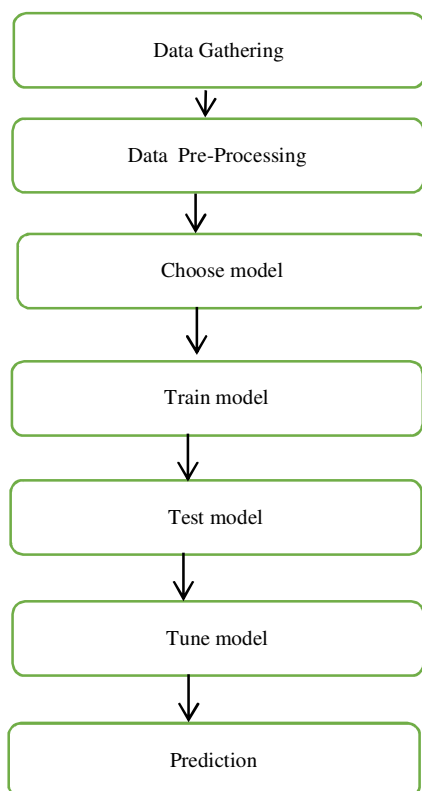 Data Gathering
Data Pre-Processing
Choose model
Train model
Test model
Tune model
Prediction